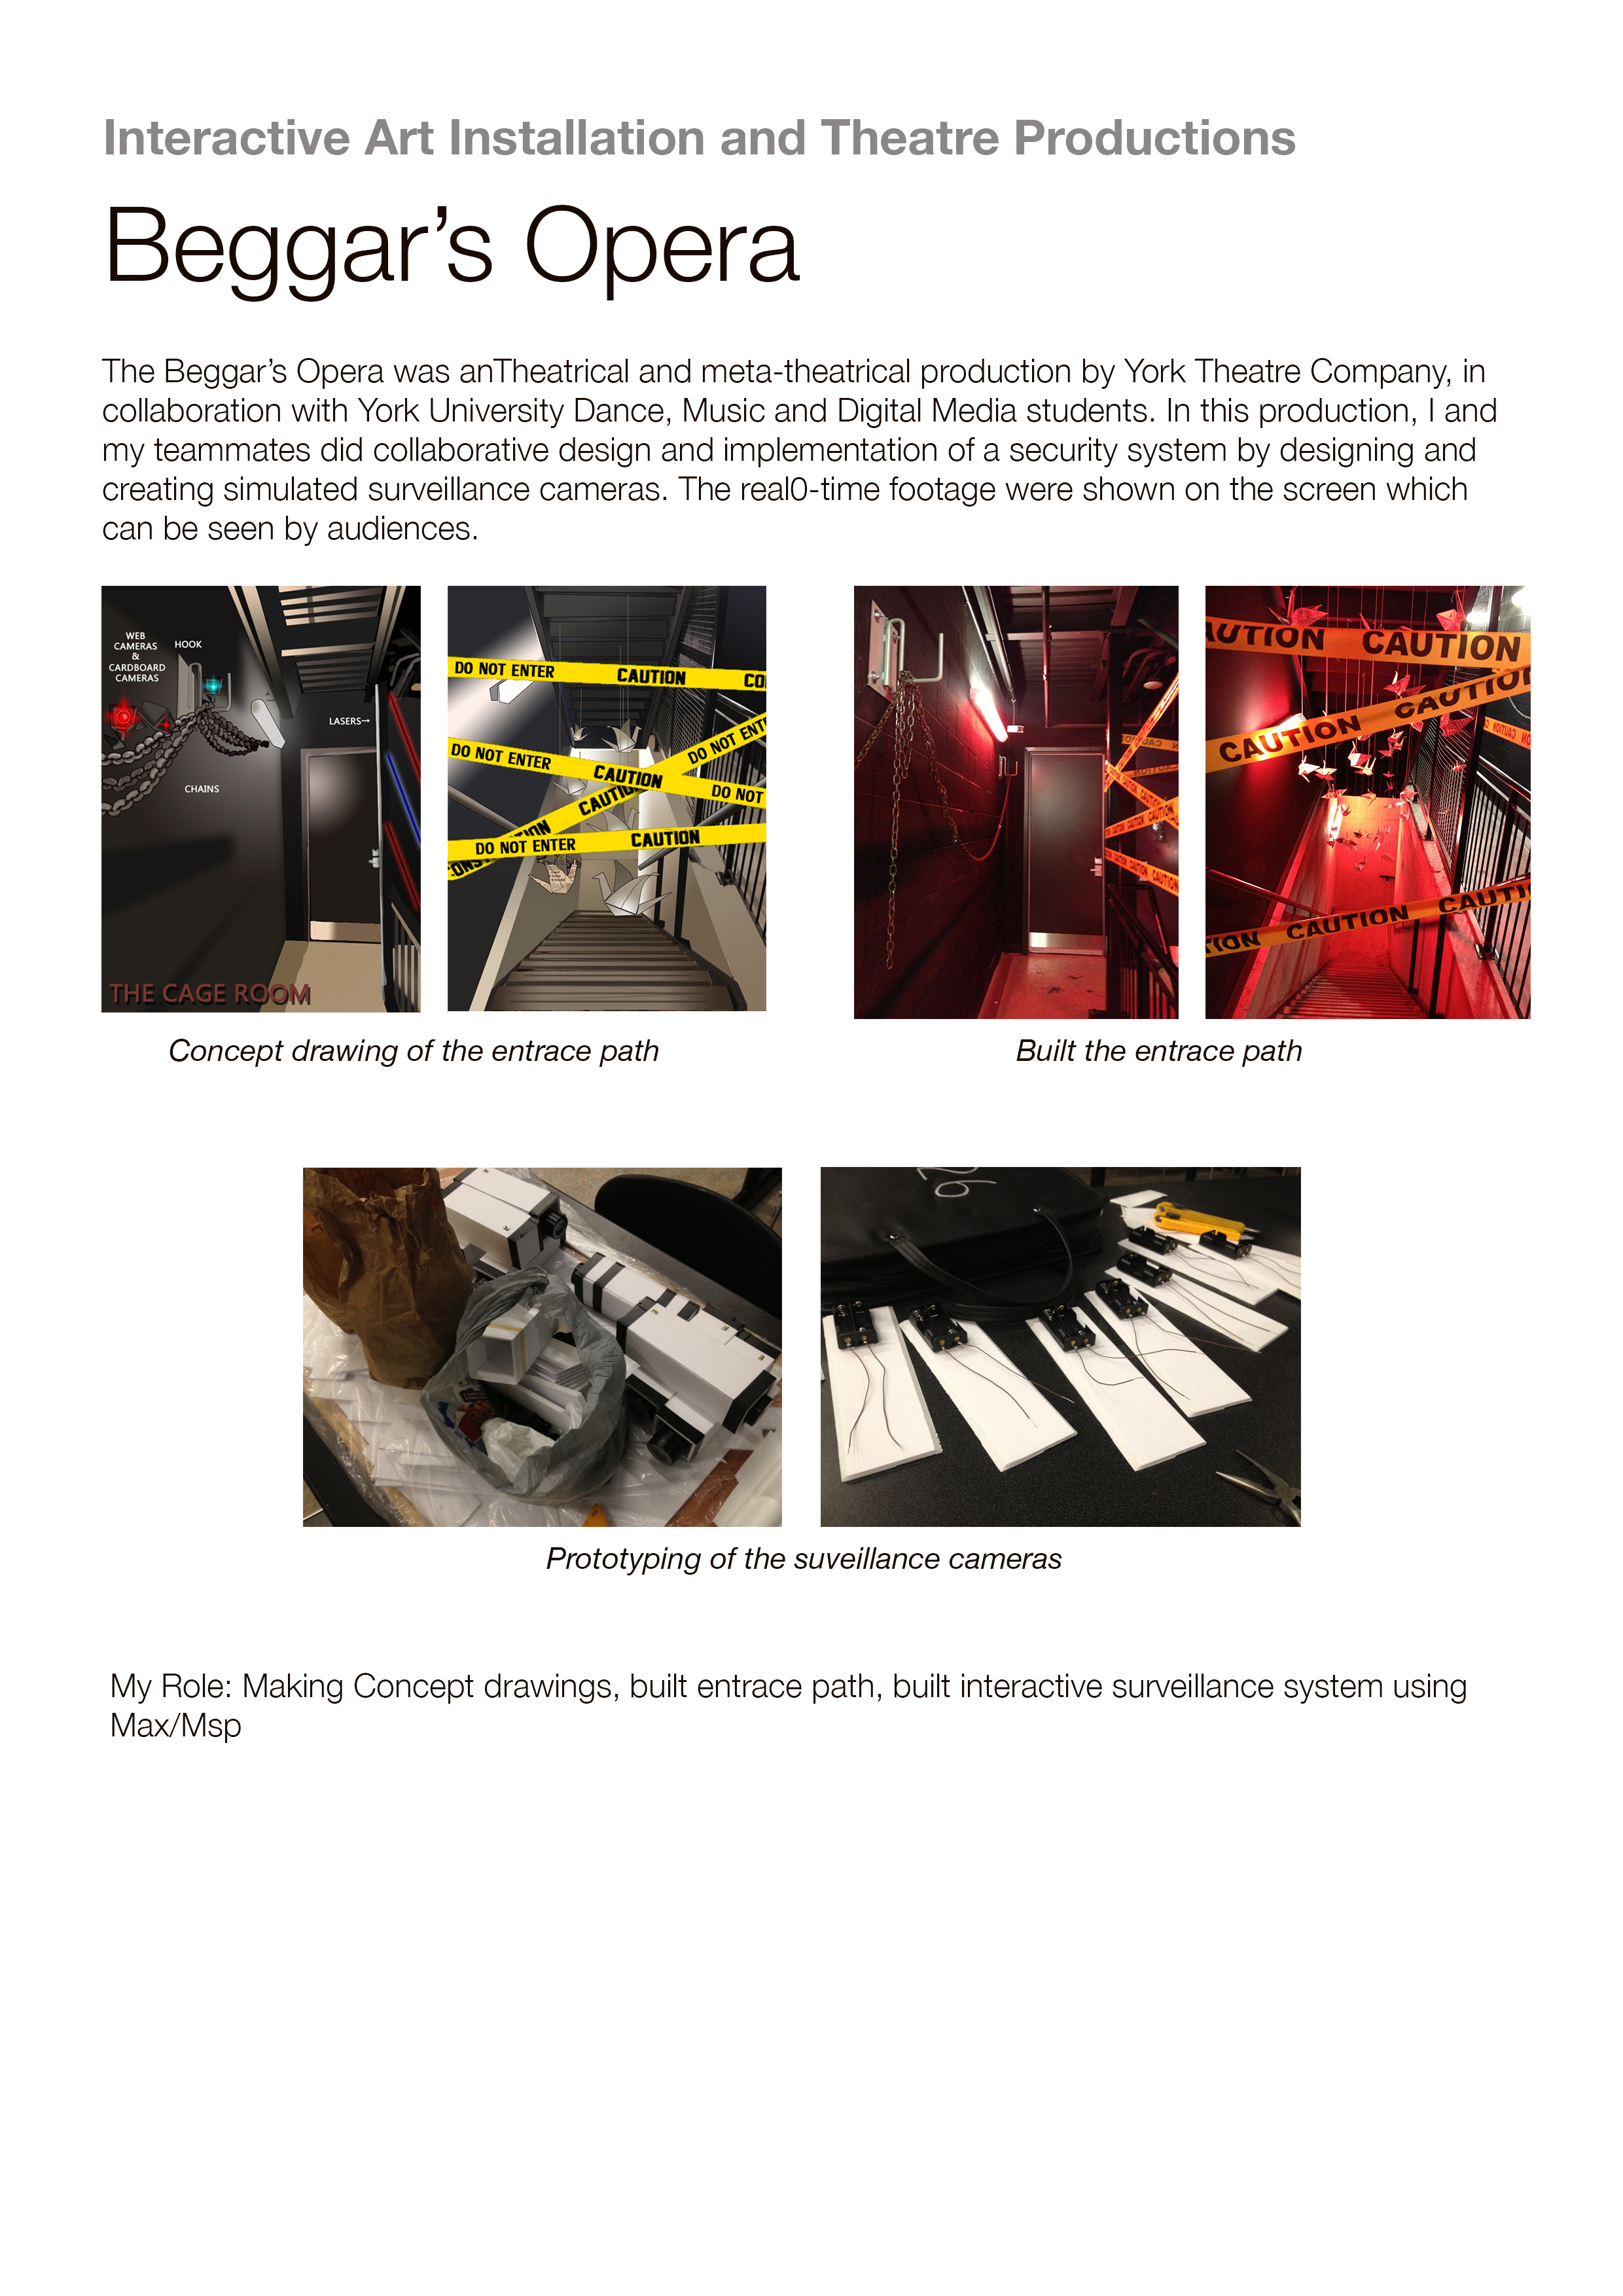 Interactive Art Installation and Theatre Productions
Beggar's Opera
The Beggar's Opera was anTheatrical and meta-theatrical production by York Theatre Company, in
collaboration with York University Dance, Music and Digital Media students. In this production, I and
my teammates did collaborative design and implementation of a security system by designing and
creating simulated surveillance cameras. The real0-time footage were shown on the screen which
can be seen by audiences.
WEB
CAMERAS
&
CARDBOARD
CAMERAS
HOOK
LASERS→
CHAINS
THE CAGE ROOM
DO NOT ENTER CAUTION CO
DO NOT ENTER CAUTION DO NOT
DO NOT ENT
CAUTIO
TION
CONS
DO NOT ENTER CAUTION
CAUTION CAUTION CAUTION
AUTION CAUTION
CAUTION CAUTION
TION CAUTION CAUTI
Concept drawing of the entrace path
Built the entrace path
26
Prototyping of the suveillance cameras
My Role: Making Concept drawings, built entrace path, built interactive surveillance system using
Max/Msp